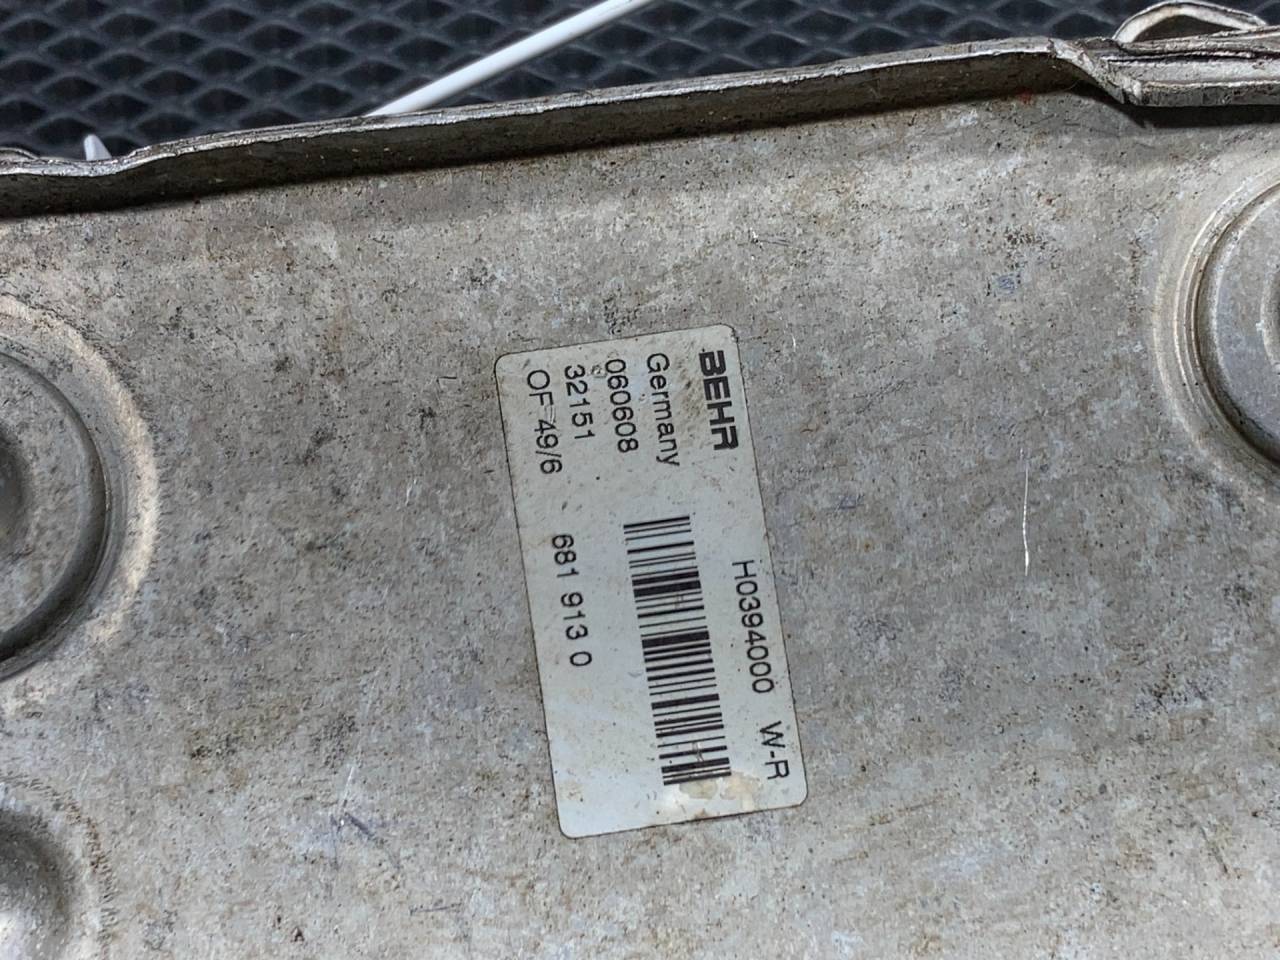 BEHR
Germany
060608
32151
OF 49/6
H0394000 W-R
681 913 0